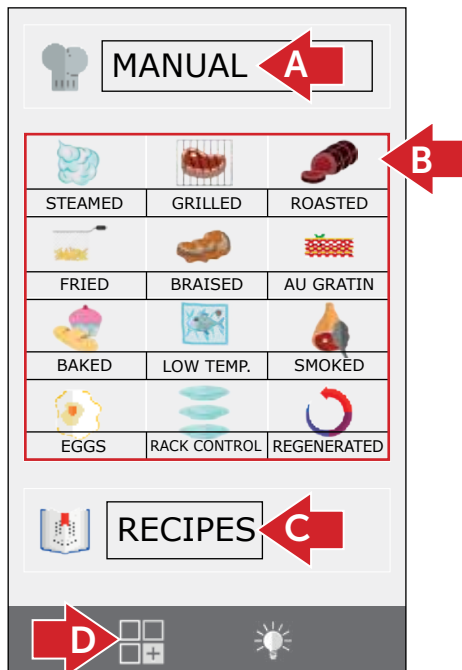 MANUAL A
B
STEAMED GRILLED ROASTED
FRIED BRAISED AU GRATIN
BAKED LOW TEMP. SMOKED
EGGS RACK CONTROL REGENERATED
RECIPES C
D